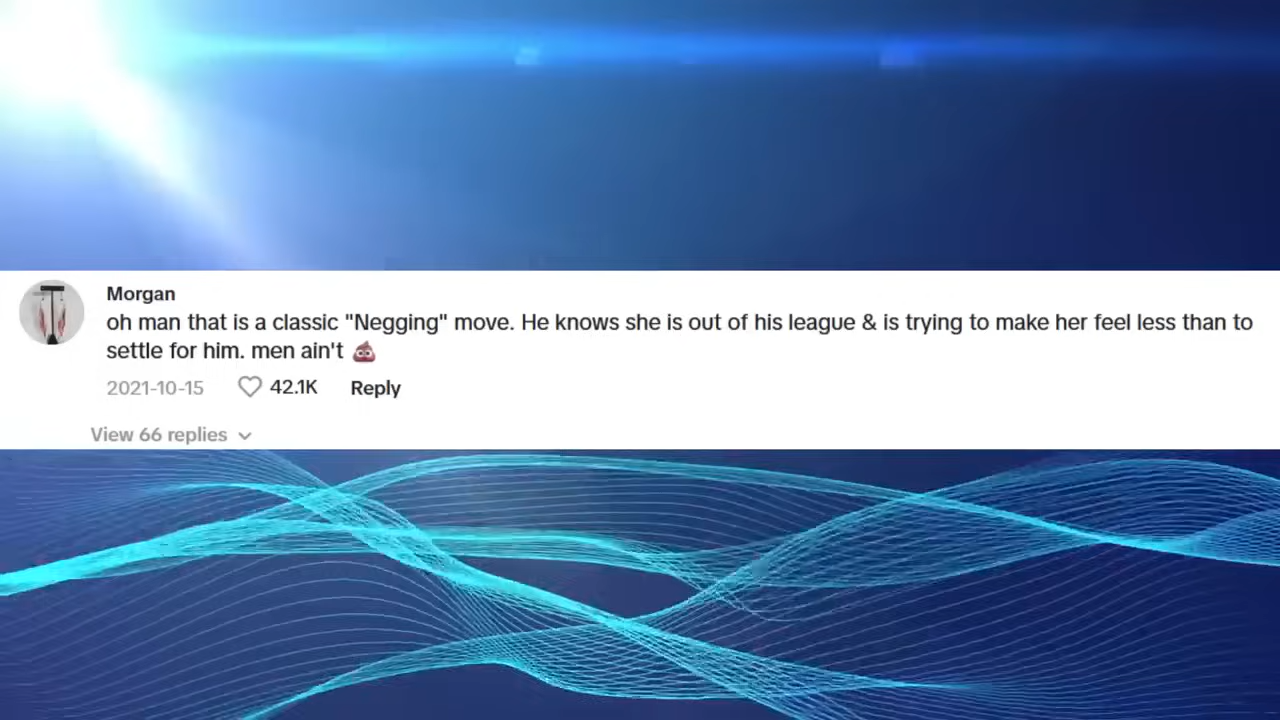 Morgan
oh man that is a classic "Negging" move. He knows she is out of his league & is trying to make her feel less than to
settle for him. men ain't 💩
2021-10-15 42.1K Reply
View 66 replies